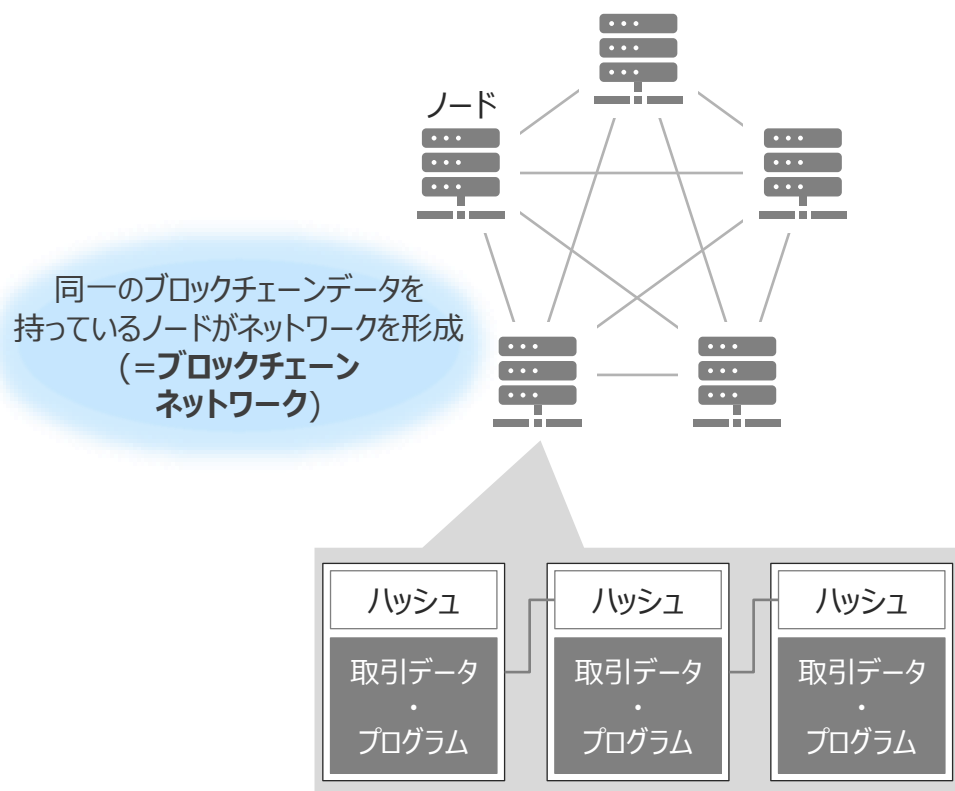 ノード
同一のブロックチェーンデータを
持っているノードがネットワークを形成
(=ブロックチェーン
ネットワーク)
ハッシュ
取引データ
・
プログラム
ハッシュ
取引データ
・
プログラム
ハッシュ
取引データ
・
プログラム